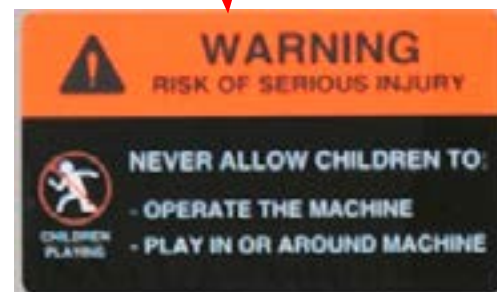 WARNING
RISK OF SERIOUS INJURY
NEVER ALLOW CHILDREN TO:
- OPERATE THE MACHINE
- PLAY IN OR AROUND MACHINE
CHILDREN
PLAYING